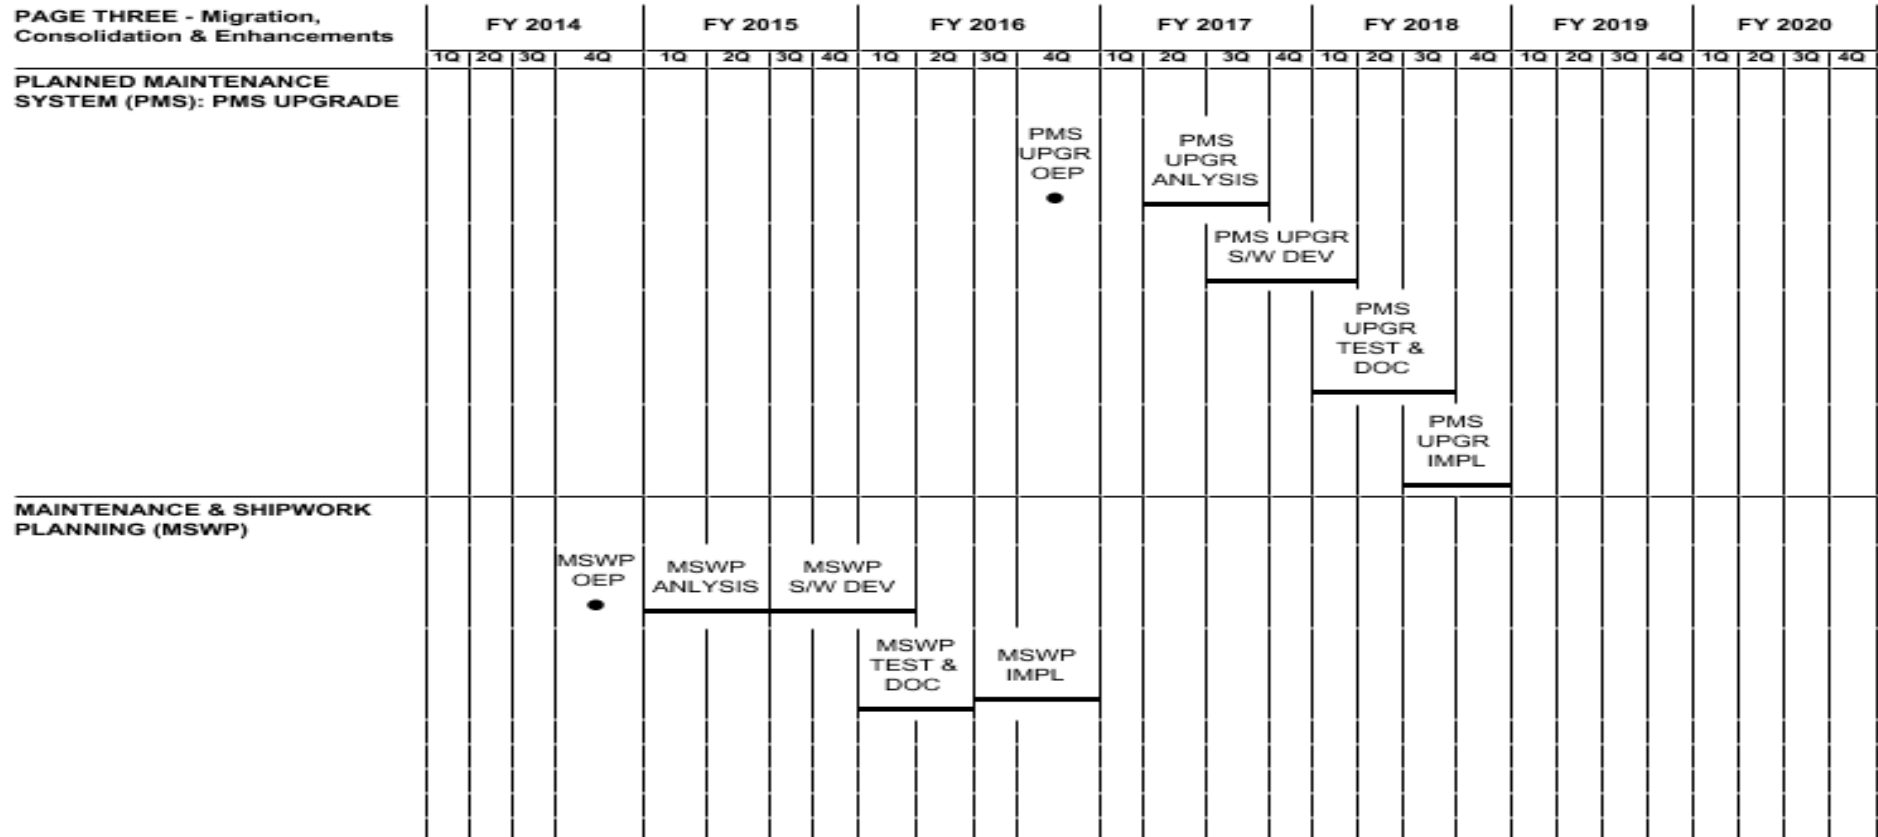 PAGE THREE - Migration,
Consolidation & Enhancements
FY 2014 FY 2015 FY 2016 FY 2017 FY 2018 FY 2019 FY 2020
1Q 2Q 3Q 4Q 1Q 2Q 3Q 4Q 1Q 2Q 3Q 4Q 1Q 2Q 3Q 4Q 1Q 2Q 3Q 4Q 1Q 2Q 3Q 4Q 1Q 2Q 3Q 4Q
PLANNED MAINTENANCE
SYSTEM (PMS): PMS UPGRADE
PMS
UPGR
OEP
PMS
UPGR
ANLYSIS
PMS UPGR
S/W DEV
PMS
UPGR
TEST &
DOC
PMS
UPGR
IMPL
MAINTENANCE & SHIPWORK
PLANNING (MSWP)
MSWP
OEP
MSWP
ANLYSIS
MSWP
S/W DEV
MSWP
TEST &
DOC
MSWP
IMPL